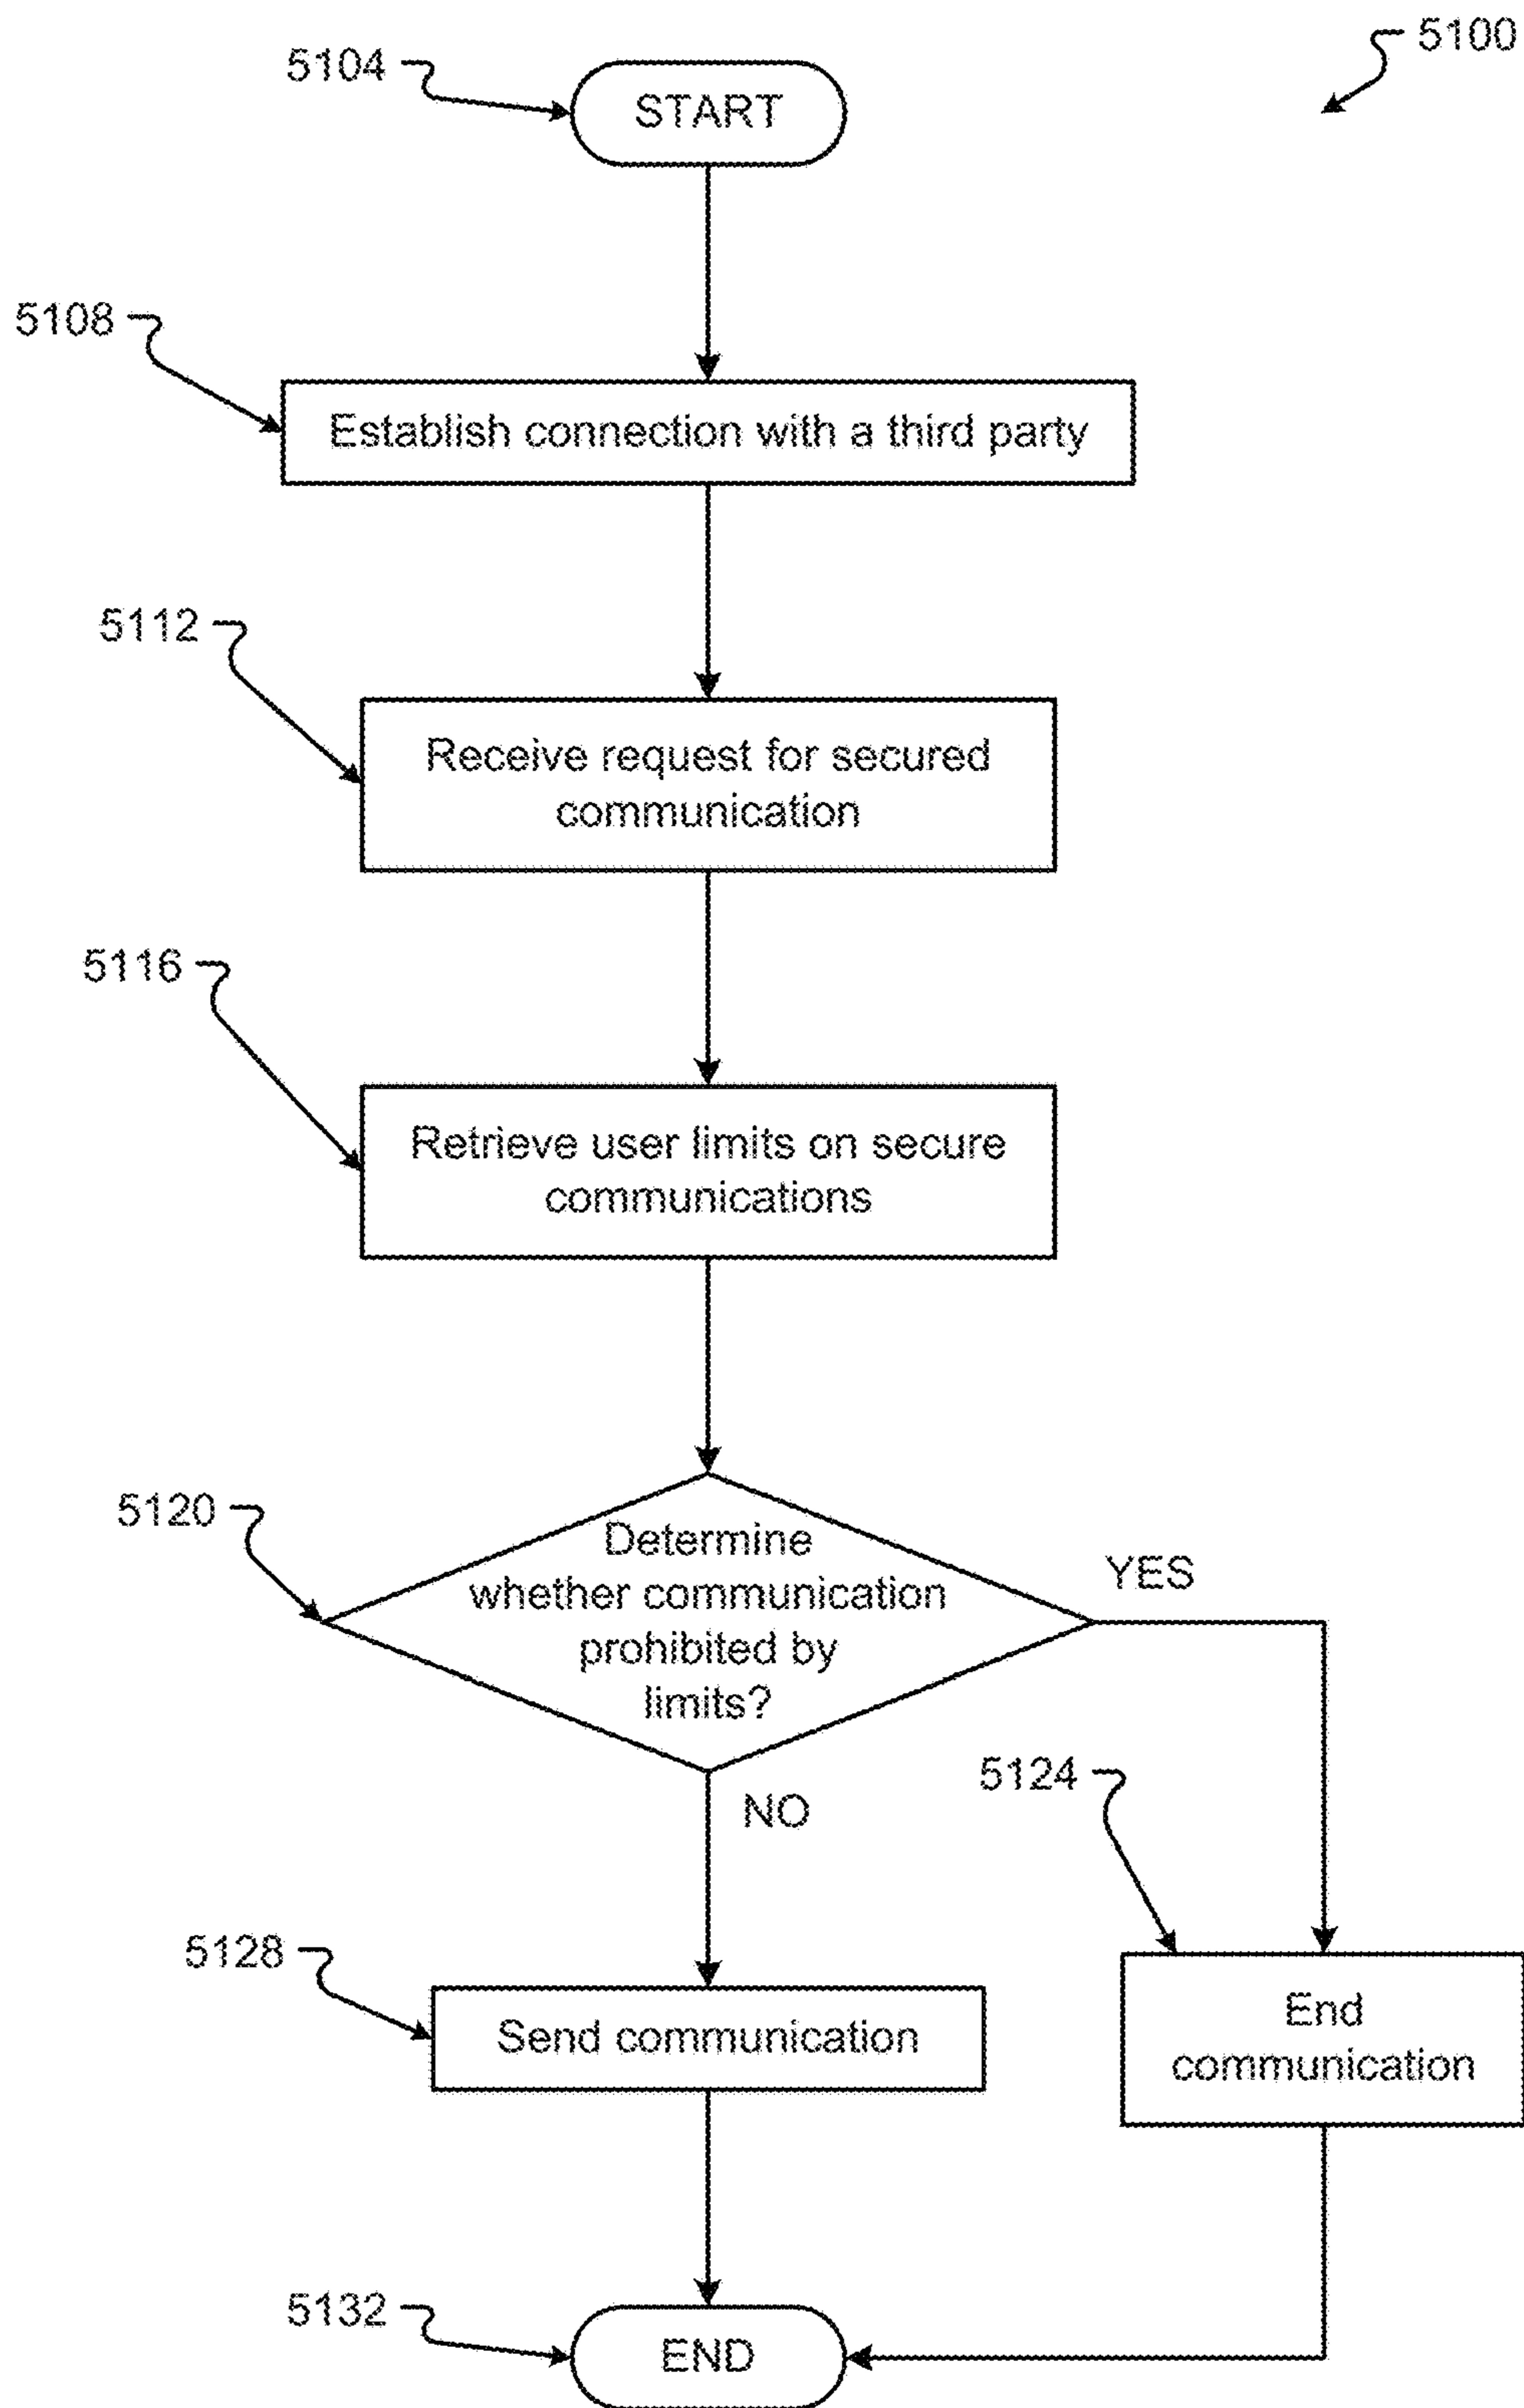 5100
5104
START
5108
Establish connection with a third party
5112
Receive request for secured
communication
5116
Retrieve user limits on secure
communications
5120
Determine
whether communication
prohibited by
limits?
YES
NO
5124
End
communication
5128
Send communication
5132
END